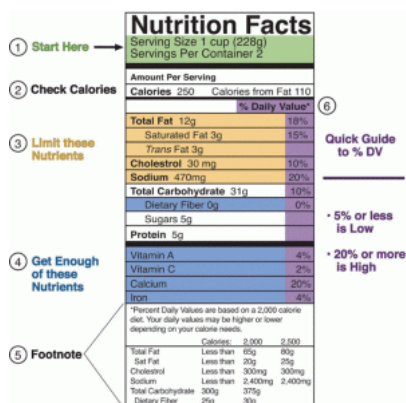 Nutrition Facts
① Start Here
Serving Size 1 cup (228g)
Servings Per Container 2
Amount Per Serving
② Check Calories
Calories 250 Calories from Fat 110
% Daily Value* ⑥
Total Fat 12g 18%
③ Limit these
Nutrients
Saturated Fat 3g 15%
Trans Fat 3g
Cholestrol 30 mg 10%
Sodium 470mg 20%
Total Carbohydrate 31g 10%
Dietary Fiber 0g 0%
Sugars 5g
Protein 5g
Quick Guide
to % DV
• 5% or less
is Low
• 20% or more
is High
④ Get Enough
of these
Nutrients
Vitamin A 4%
Vitamin C 2%
Calcium 20%
Iron 4%
⑤ Footnote
*Percent Daily Values are based on a 2,000 calorie
diet. Your daily values may be higher or lower
depending on your calorie needs.
Calories: 2,000 2,500
Total Fat Less than 65g 80g
Sat Fat Less than 20g 25g
Cholestrol Less than 300mg 300mg
Sodium Less than 2,400mg 2,400mg
Total Carbohydrate 300g 375g
Dietary Fiber 25g 30g